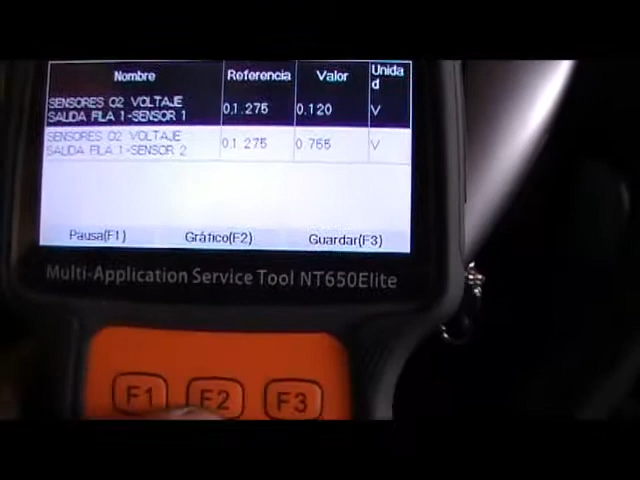 Nombre Referencia Valor Unida
d
SENSORES O2 VOLTAJE
SALIDA FILA 1-SENSOR 1 0,1.275 0.120 V
SENSORES O2 VOLTAJE
SALIDA FILA 1-SENSOR 2 0,1.275 0.755 V
Pausa(F1) Gráfico(F2) Guardar(F3)
Multi-Application Service Tool NT650Elite
F1 F2 F3